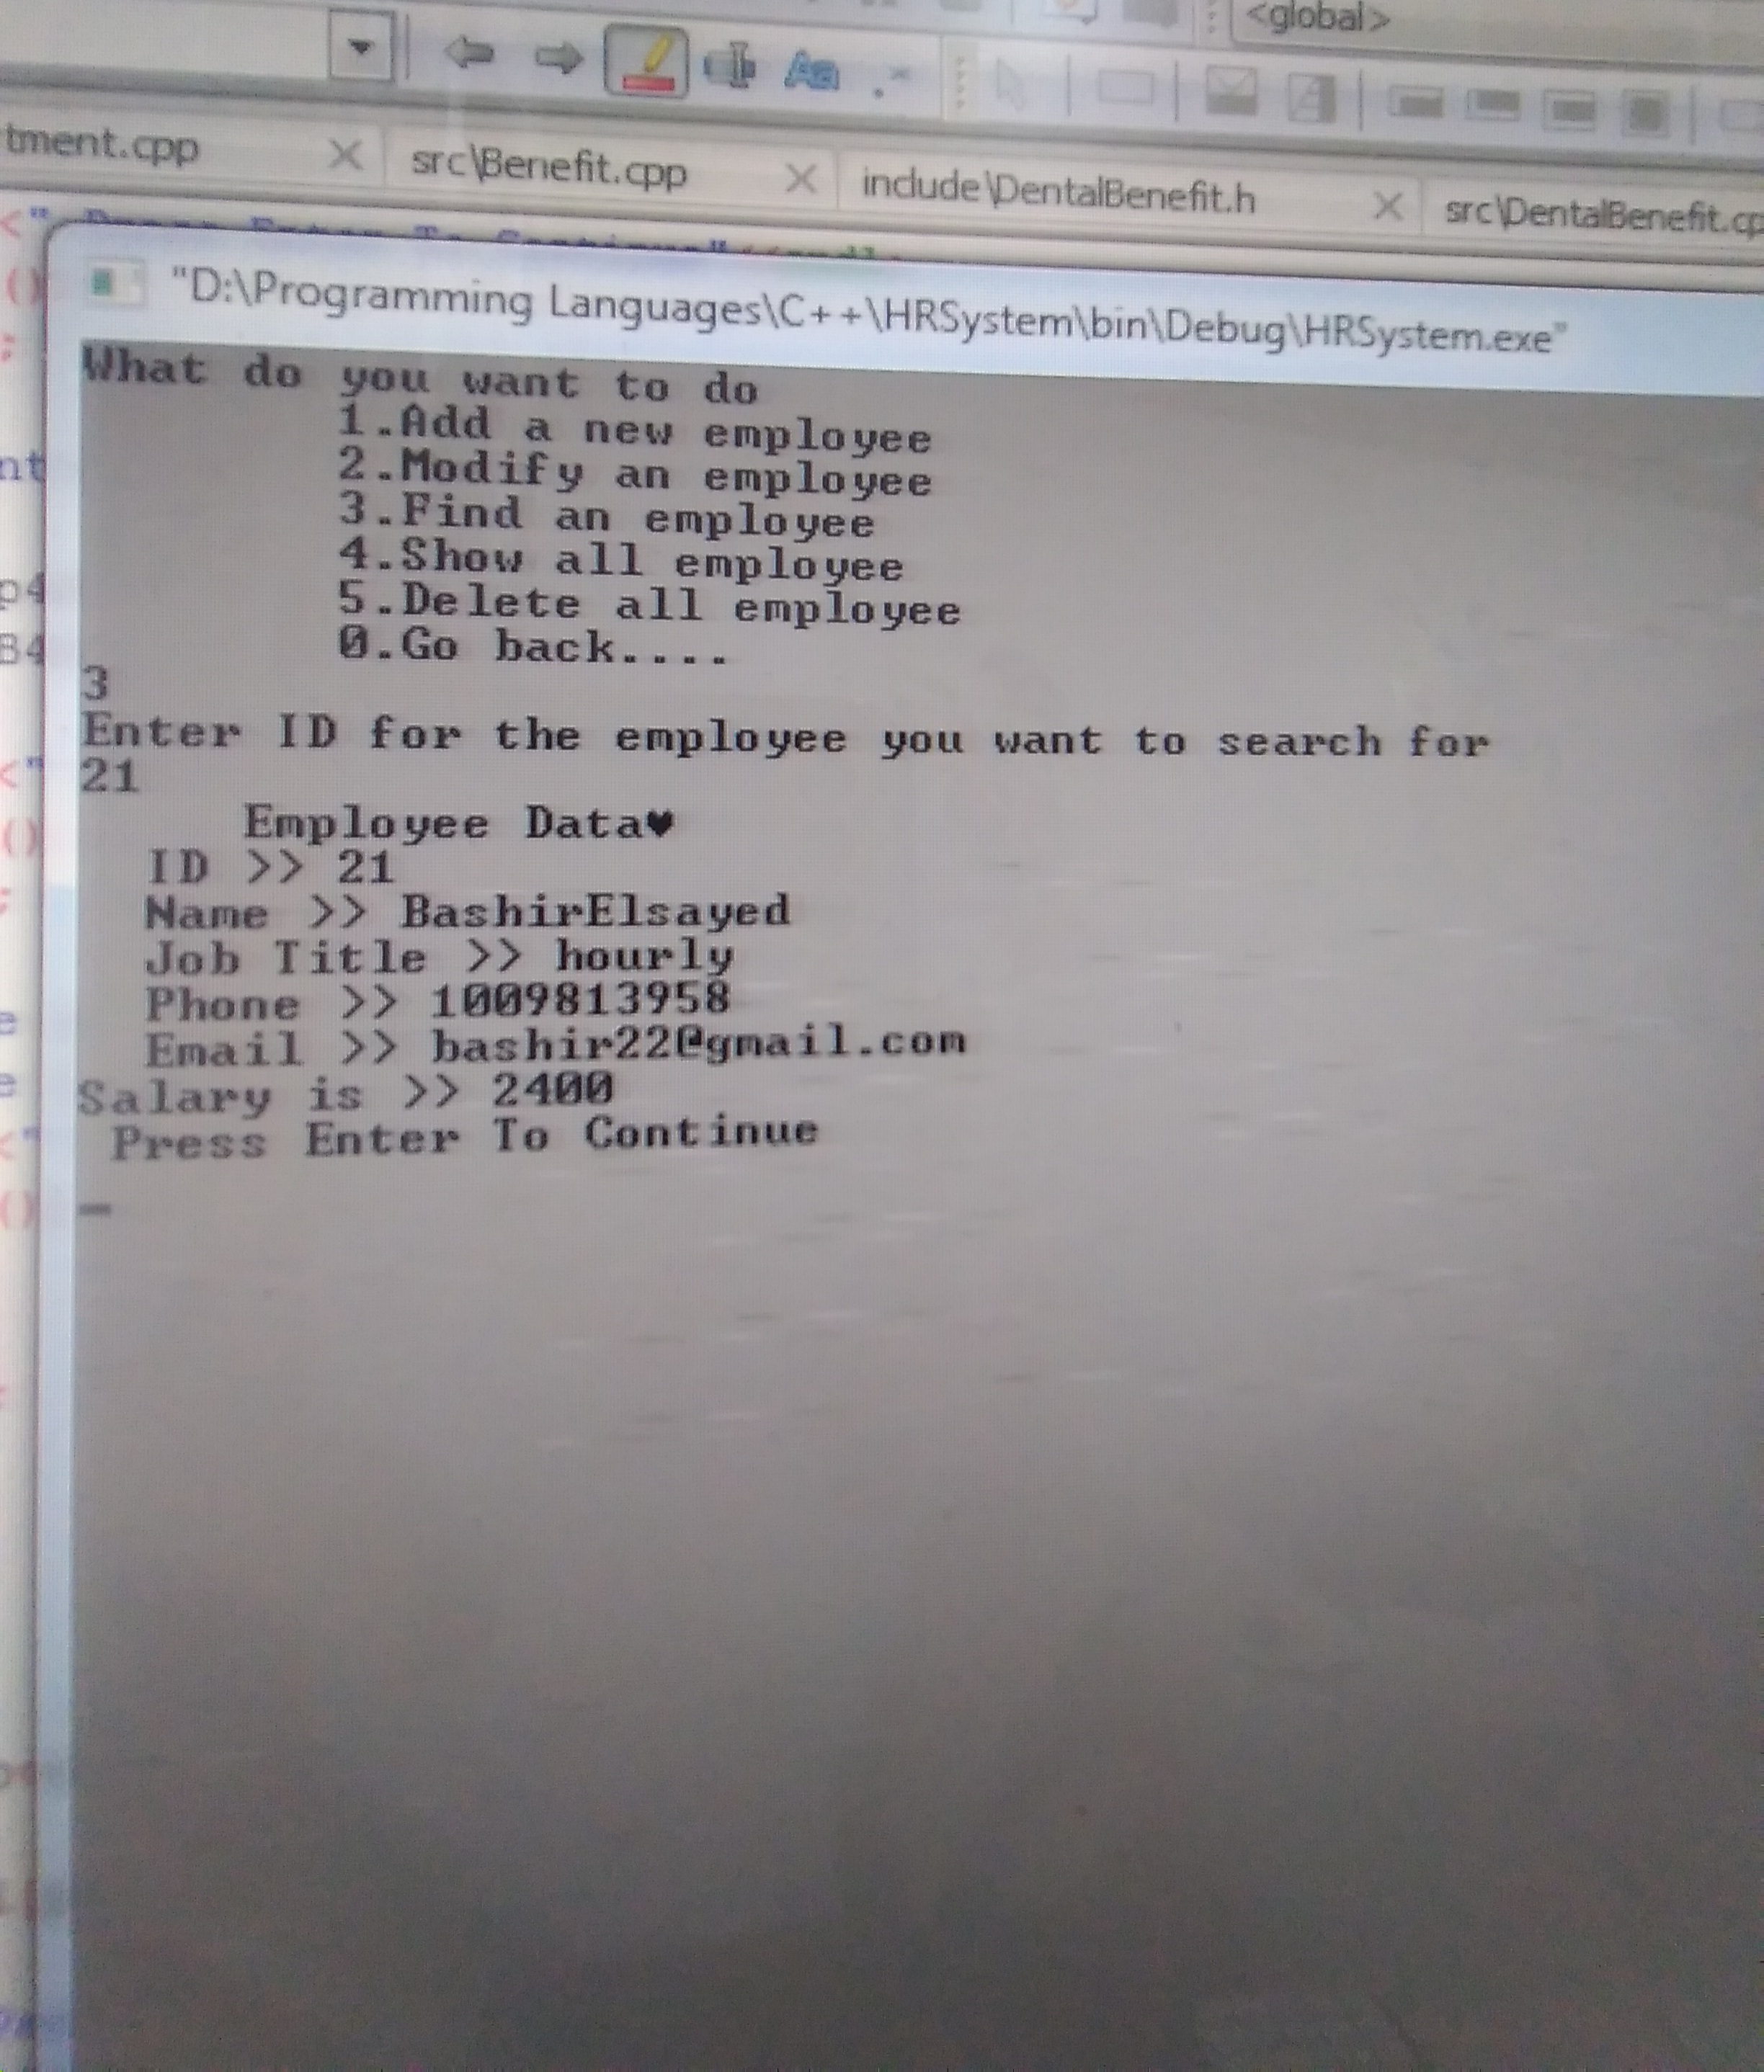 <global>
tment.cpp src\Benefit.cpp include\DentalBenefit.h src\DentalBenefit.cp
"D:\Programming Languages\C++\HRSystem\bin\Debug\HRSystem.exe"
What do you want to do
1.Add a new employee
2.Modify an employee
3.Find an employee
4.Show all employee
5.Delete all employee
0.Go back....
3
Enter ID for the employee you want to search for
21
Employee Data♥
ID >> 21
Name >> BashirElsayed
Job Title >> hourly
Phone >> 1009813958
Email >> bashir22@gmail.com
Salary is >> 2400
Press Enter To Continue